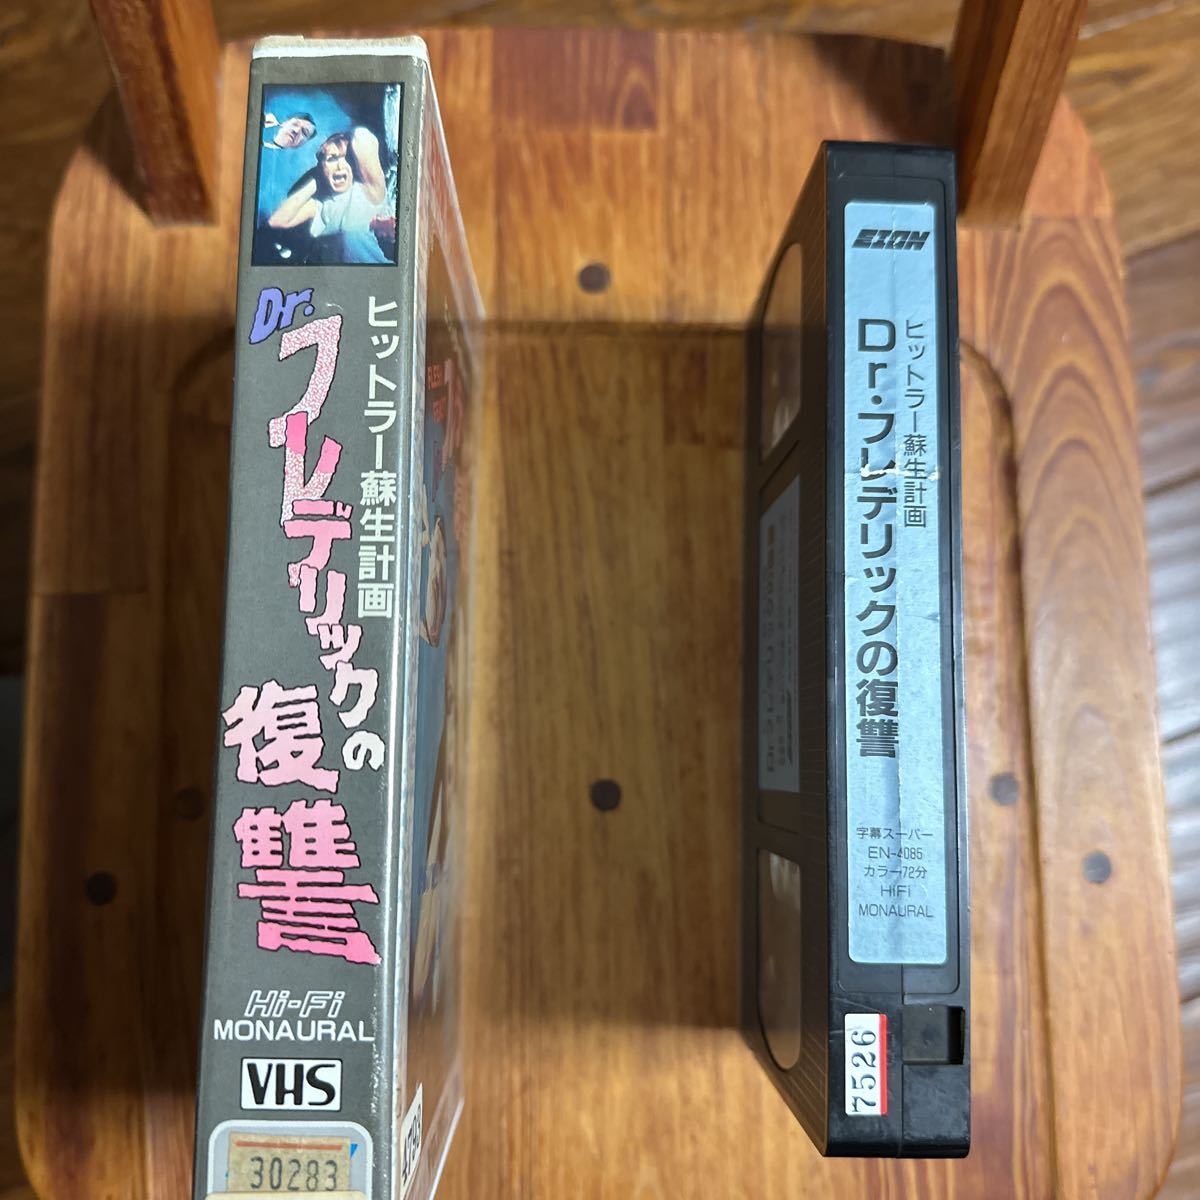 Dr.フレデリックの復讐
ヒットラー蘇生計画
Hi-Fi
MONAURAL
VHS
30283
EION
ヒットラー蘇生計画
Dr.フレデリックの復讐
字幕スーパー
EN-4085
カラー72分
HiFi
MONAURAL
7526